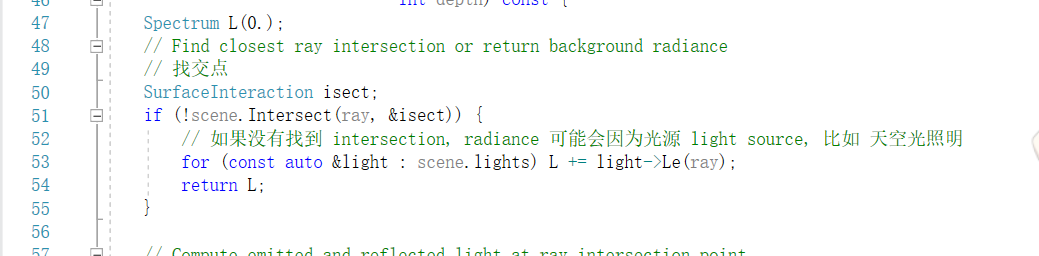 46 int depth) const {
47 Spectrum L(0.);
48 // Find closest ray intersection or return background radiance
49 // 找交点
50 SurfaceInteraction isect;
51 if (!scene.Intersect(ray, &isect)) {
52 // 如果没有找到 intersection, radiance 可能会因为光源 light source, 比如 天空光照明
53 for (const auto &light : scene.lights) L += light->Le(ray);
54 return L;
55 }
56
57 // Compute emitted and reflected light at ray intersection point